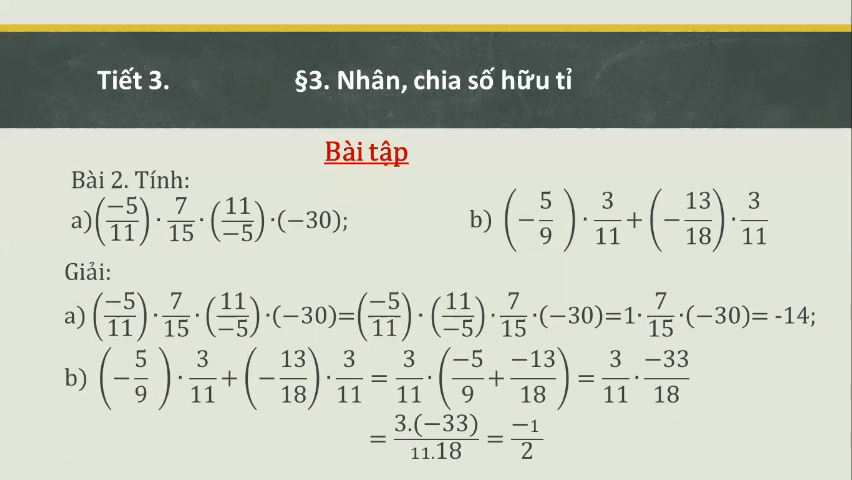 Tiết 3. §3. Nhân, chia số hữu tỉ
Bài tập
Bài 2. Tính:
a)(−5/11)·7/15·(11/−5)·(−30); b) (−5/9)·3/11+(−13/18)·3/11
Giải:
a) (−5/11)·7/15·(11/−5)·(−30)=(−5/11)·(11/−5)·7/15·(−30)=1·7/15·(−30)= -14;
b) (−5/9)·3/11+(−13/18)·3/11 = 3/11·(−5/9+−13/18) = 3/11·−33/18
= 3.(−33)/11.18 = −1/2